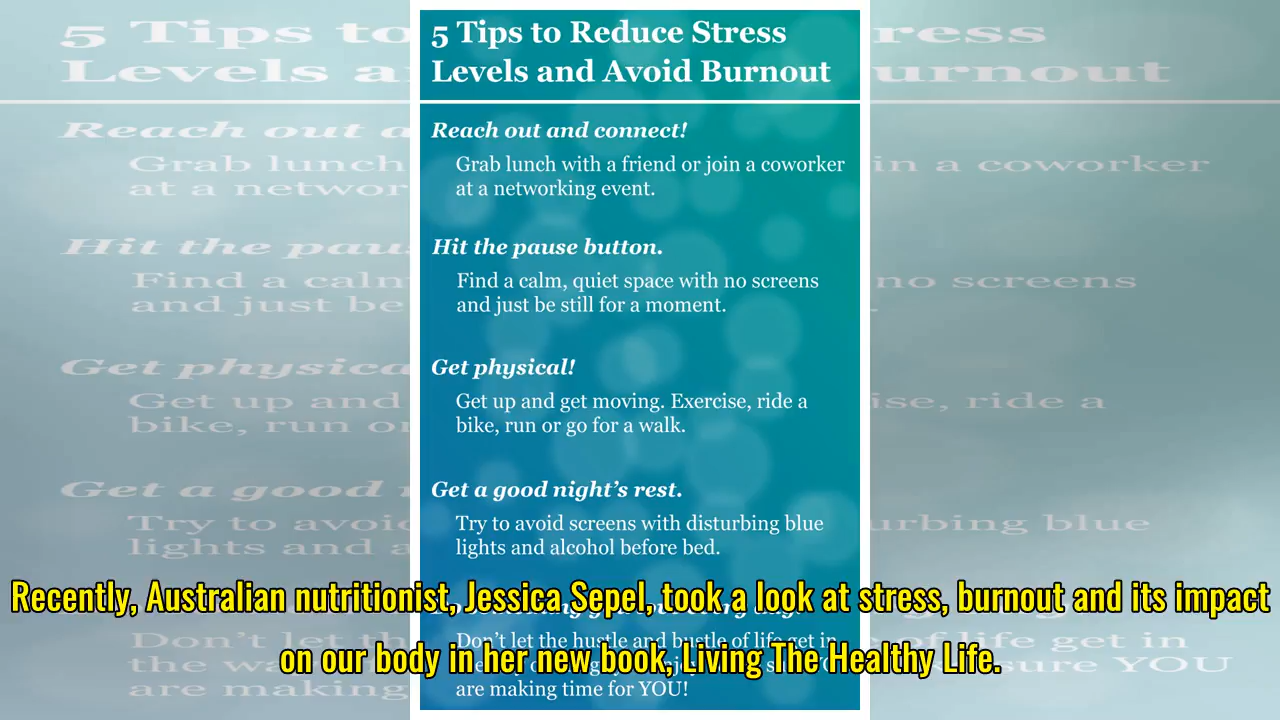 5 Tips to Reduce Stress
Levels and Avoid Burnout
Reach out and connect!
Grab lunch with a friend or join a coworker
at a networking event.
Hit the pause button.
Find a calm, quiet space with no screens
and just be still for a moment.
Get physical!
Get up and get moving. Exercise, ride a
bike, run or go for a walk.
Get a good night's rest.
Try to avoid screens with disturbing blue
lights and alcohol before bed.
Don't let the hustle and bustle of life get in
are making time for YOU!
Recently, Australian nutritionist, Jessica Sepel, took a look at stress, burnout and its impact
on our body in her new book, Living The Healthy Life.